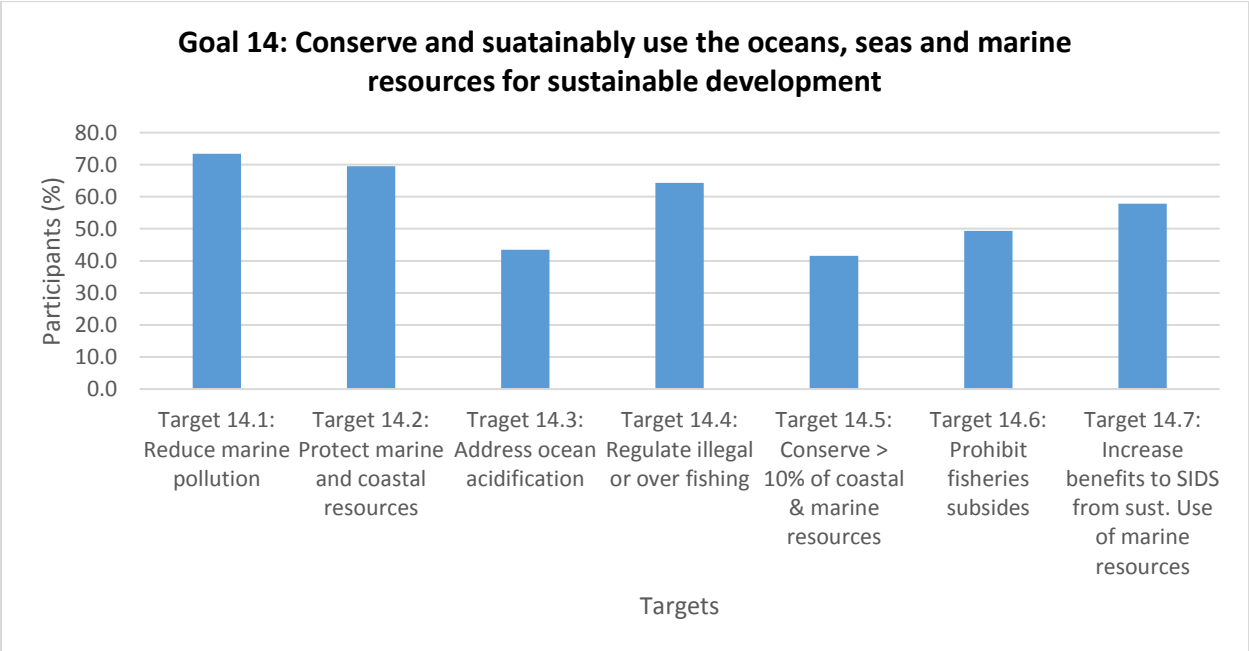 Goal 14: Conserve and suatainably use the oceans, seas and marine
resources for sustainable development
80.0
70.0
60.0
50.0
40.0
30.0
20.0
10.0
0.0
Participants (%)
Target 14.1:
Reduce marine
pollution
Target 14.2:
Protect marine
and coastal
resources
Traget 14.3:
Address ocean
acidification
Target 14.4:
Regulate illegal
or over fishing
Target 14.5:
Conserve >
10% of coastal
& marine
resources
Target 14.6:
Prohibit
fisheries
subsides
Target 14.7:
Increase
benefits to SIDS
from sust. Use
of marine
resources
Targets